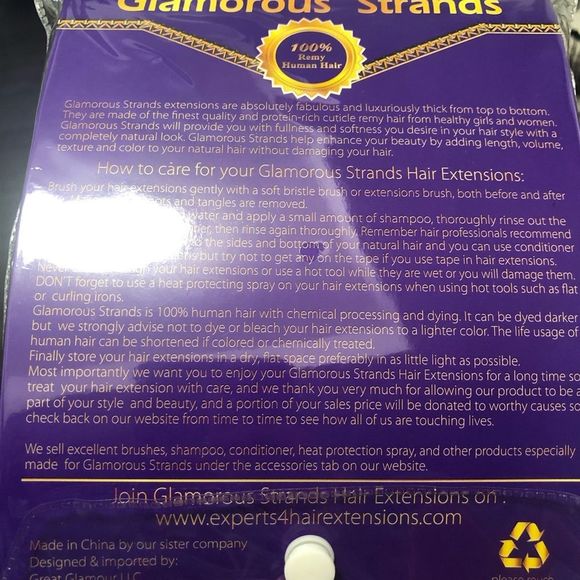 Glamorous Strands
100%
Remy
Human Hair
Glamorous Strands extensions are absolutely fabulous and luxuriously thick from top to bottom.
They are made of the finest quality and protein-rich cuticle remy hair from healthy girls and women.
Glamorous Strands will provide you with fullness and softness you desire in your hair style with a
completely natural look. Glamorous Strands help enhance your beauty by adding length, volume,
texture and color to your natural hair without damaging your hair.
How to care for your Glamorous Strands Hair Extensions:
Brush your hair extensions gently with a soft bristle brush or extensions brush, both before and after
and tangles are removed.
water and apply a small amount of shampoo, thoroughly rinse out the
then rinse again thoroughly. Remember hair professionals recommend
the sides and bottom of your natural hair and you can use conditioner
but try not to get any on the tape if you use tape in hair extensions.
your hair extensions or use a hot tool while they are wet or you will damage them.
DON'T forget to use a heat protecting spray on your hair extensions when using hot tools such as flat
or curling irons.
Glamorous Strands is 100% human hair with chemical processing and dying. It can be dyed darker
but we strongly advise not to dye or bleach your hair extensions to a lighter color. The life usage of
human hair can be shortened if colored or chemically treated.
Finally store your hair extensions in a dry, flat space preferably in as little light as possible.
Most importantly we want you to enjoy your Glamorous Strands Hair Extensions for a long time so
treat your hair extension with care, and we thank you very much for allowing our product to be a
part of your style and beauty, and a portion of your sales price will be donated to worthy causes so
check back on our website from time to time to see how all of us are touching lives.
We sell excellent brushes, shampoo, conditioner, heat protection spray, and other products especially
made for Glamorous Strands under the accessories tab on our website.
Join Glamorous Strands Hair Extensions on :
www.experts4hairextensions.com
Made in China by our sister company
Designed & imported by:
Great Glamour LLC
please touch